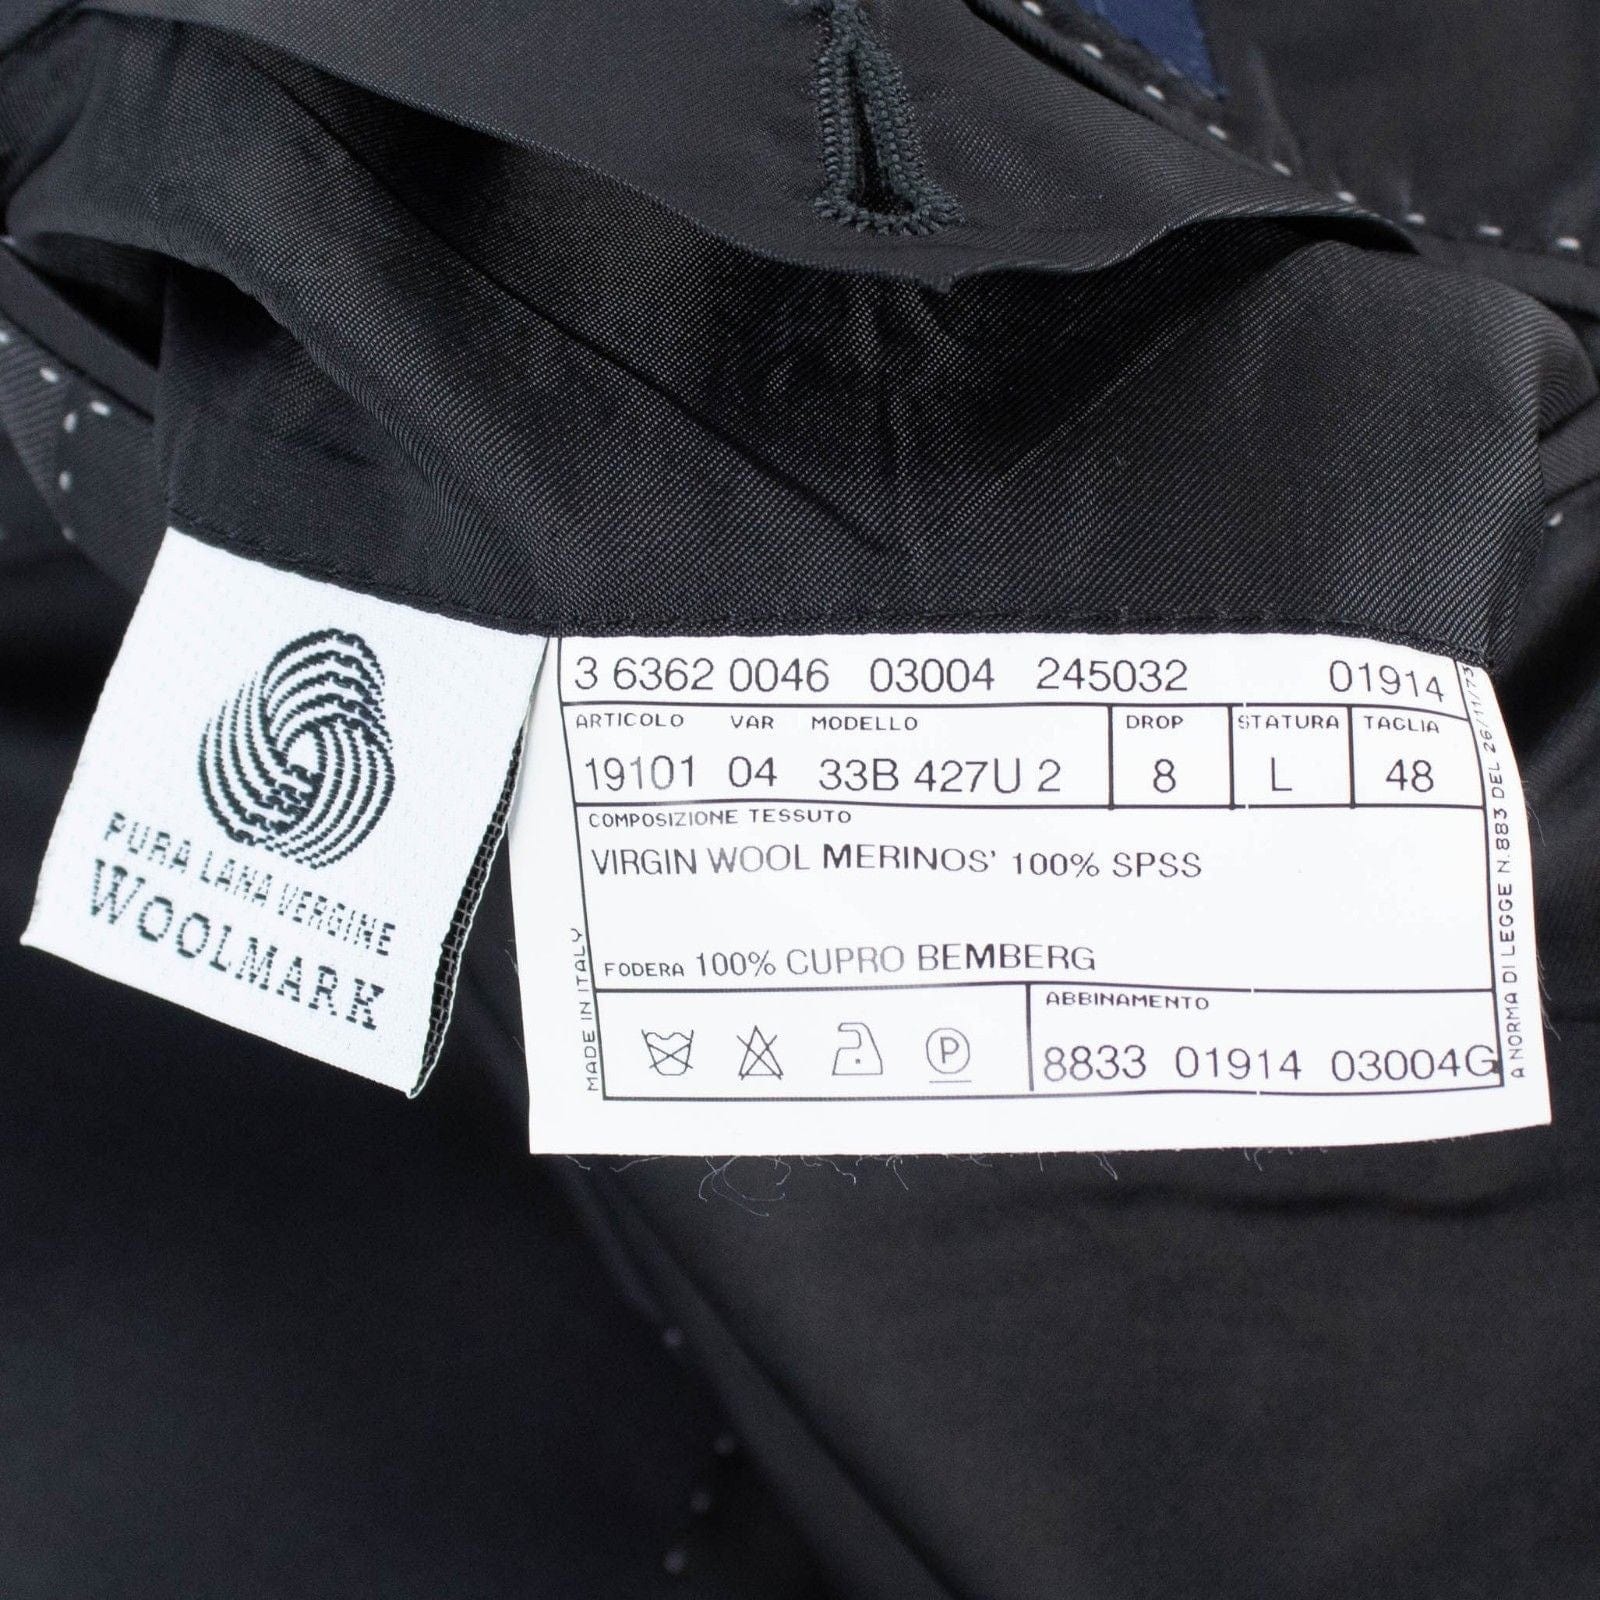 PURA LANA VERGINE
WOOLMARK
3 6362 0046 03004 245032 01914
ARTICOLO VAR MODELLO DROP STATURA TAGLIA
19101 04 33B 427U 2 8 L 48
COMPOSIZIONE TESSUTO
VIRGIN WOOL MERINOS' 100% SPSS
FODERA 100% CUPRO BEMBERG
MADE IN ITALY
ABBINAMENTO
P
8833 01914 03004G
A NORMA DI LEGGE N.883 DEL 26/11/73